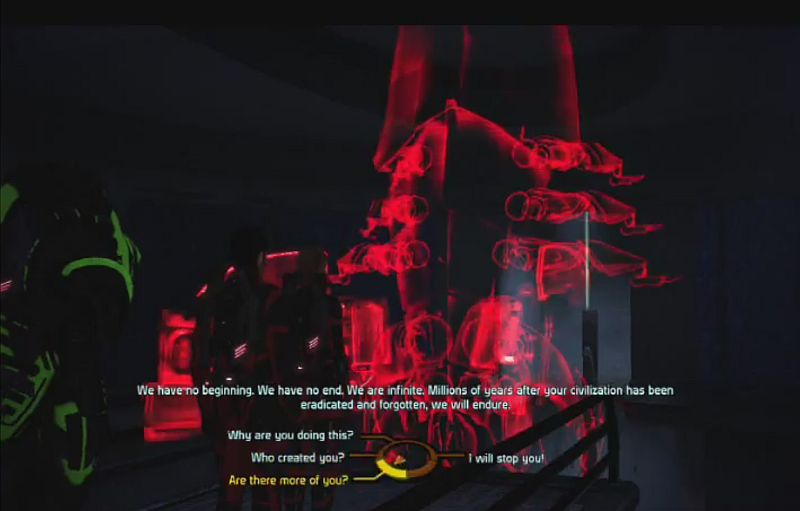 We have no beginning. We have no end. We are infinite. Millions of years after your civilization has been
eradicated and forgotten, we will endure.
Why are you doing this?
Who created you?
I will stop you!
Are there more of you?